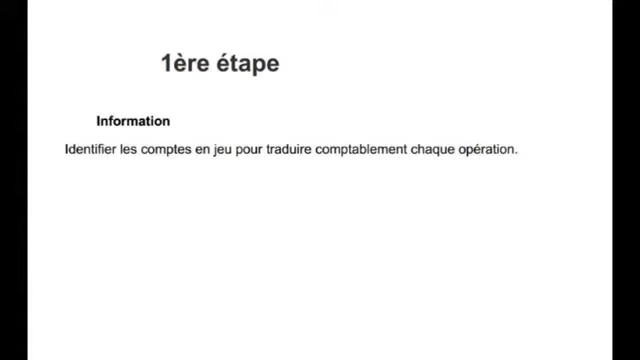 1ère étape
Information
Identifier les comptes en jeu pour traduire comptablement chaque opération.